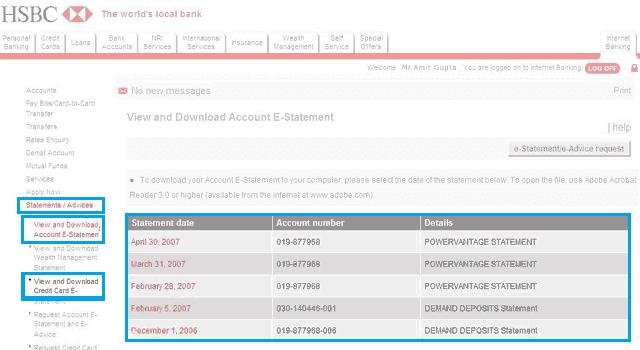 HSBC The world's local bank
Personal Banking
Credit Cards
Loans
Bank Accounts
NRI Services
International Services
Insurance
Wealth Management
Self Service
Special Offers
Internet Banking
Welcome Mr Amit Gupta You are logged on to Internet Banking LOG OFF
Accounts
Pay Bills/Card-to-Card Transfer
Transfers
Rates Enquiry
Demat Account
Mutual Funds
Services
Apply Now
Statements / Advices
View and Download
Account E-Statement
View and Download
Wealth Management
Statement
View and Download
Credit Card E-
Statement
Request Account E-
Statement and E-
Advice
Request Credit Card
No new messages Print
View and Download Account E-Statement
| help
e-Statement/e-Advice request
To download your Account E-Statement to your computer, please select the date of the statement below. To open the file, use Adobe Acrobat
Reader 3.0 or higher (available from the internet at www.adobe.com).
Statement date Account number Details
April 30, 2007 019-877968 POWERVANTAGE STATEMENT
March 31, 2007 019-877968 POWERVANTAGE STATEMENT
February 28, 2007 019-877968 POWERVANTAGE STATEMENT
February 5, 2007 030-140446-001 DEMAND DEPOSITS Statement
December 1, 2006 019-877968-006 DEMAND DEPOSITS Statement